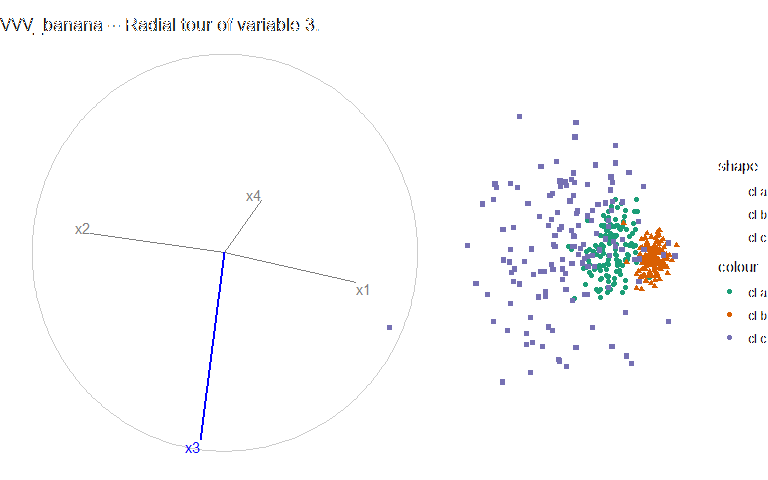 VVV_banana -- Radial tour of variable 3.
x4
x2
x1
x3
shape
cl a
cl b
cl c
colour
cl a
cl b
cl c